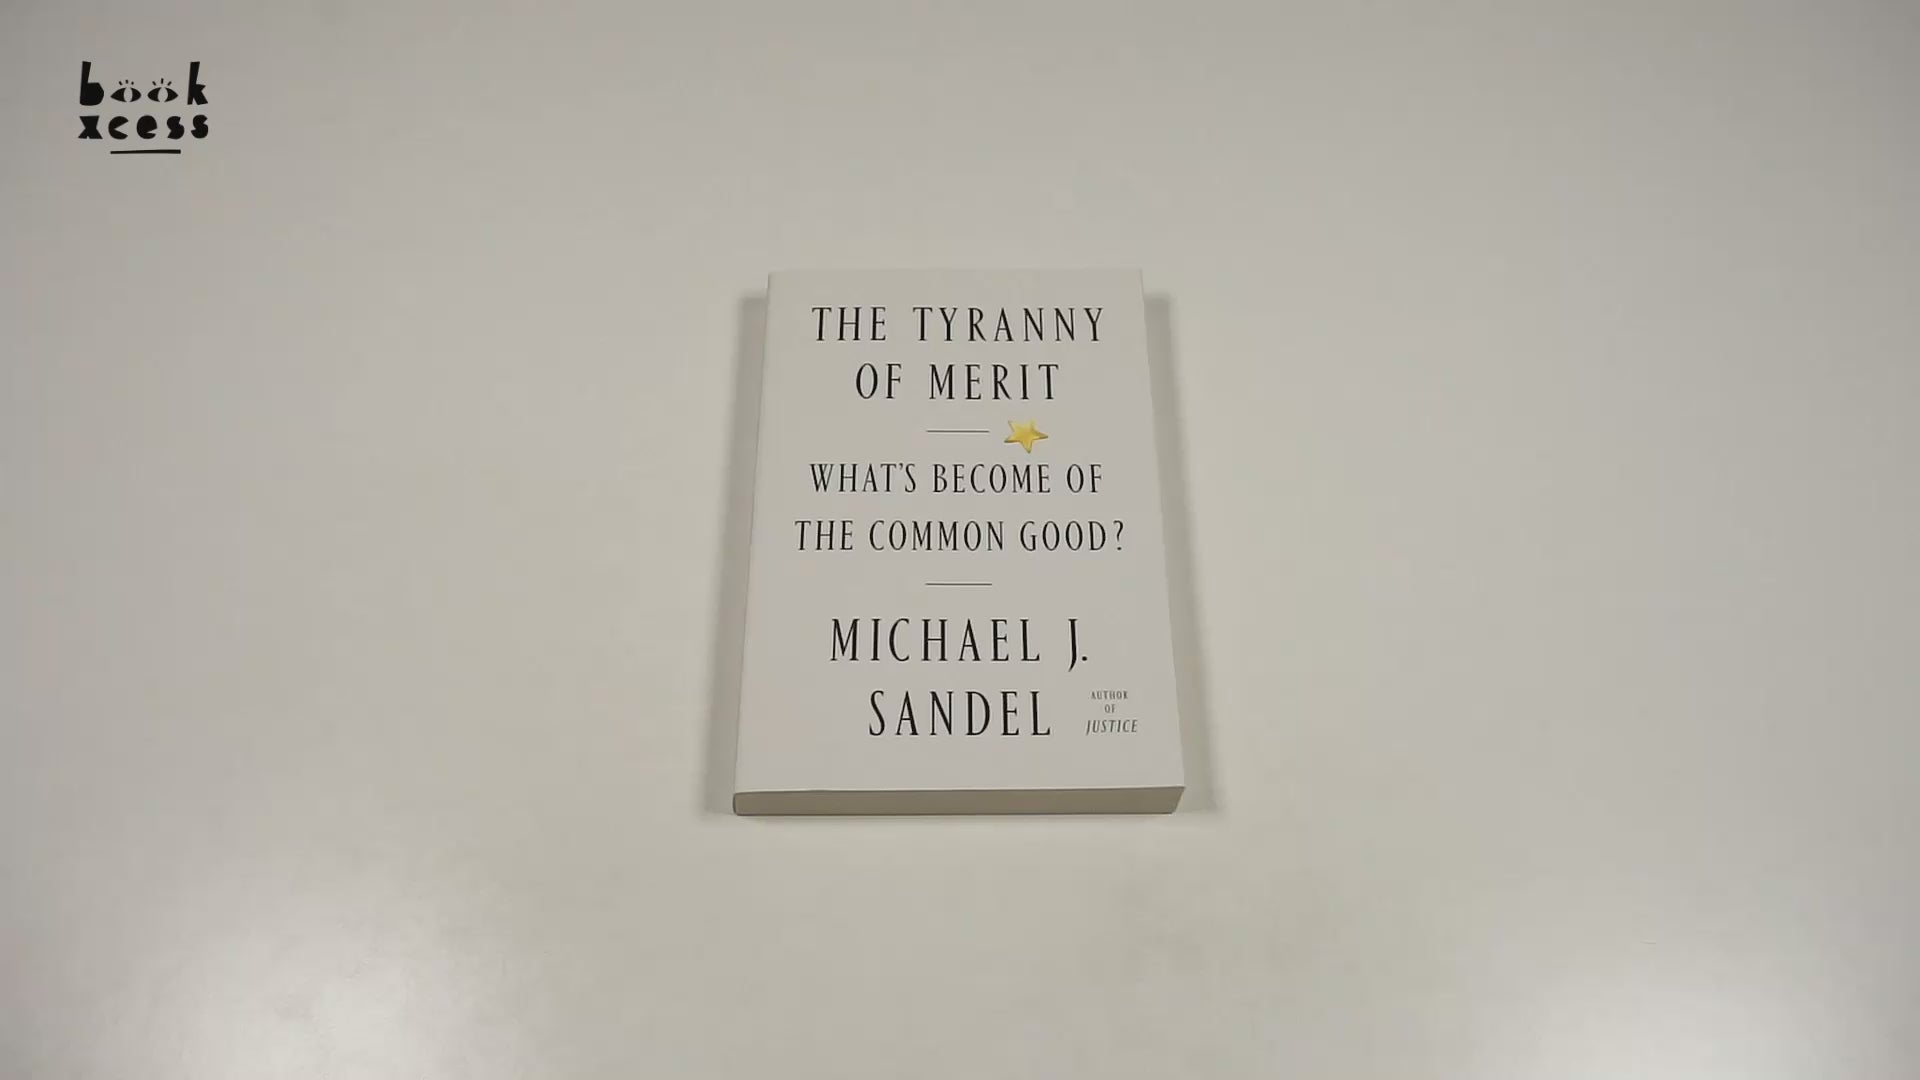 book
xcess
THE TYRANNY
OF MERIT
WHAT'S BECOME OF
THE COMMON GOOD?
MICHAEL J.
SANDEL
AUTHOR
OF
JUSTICE